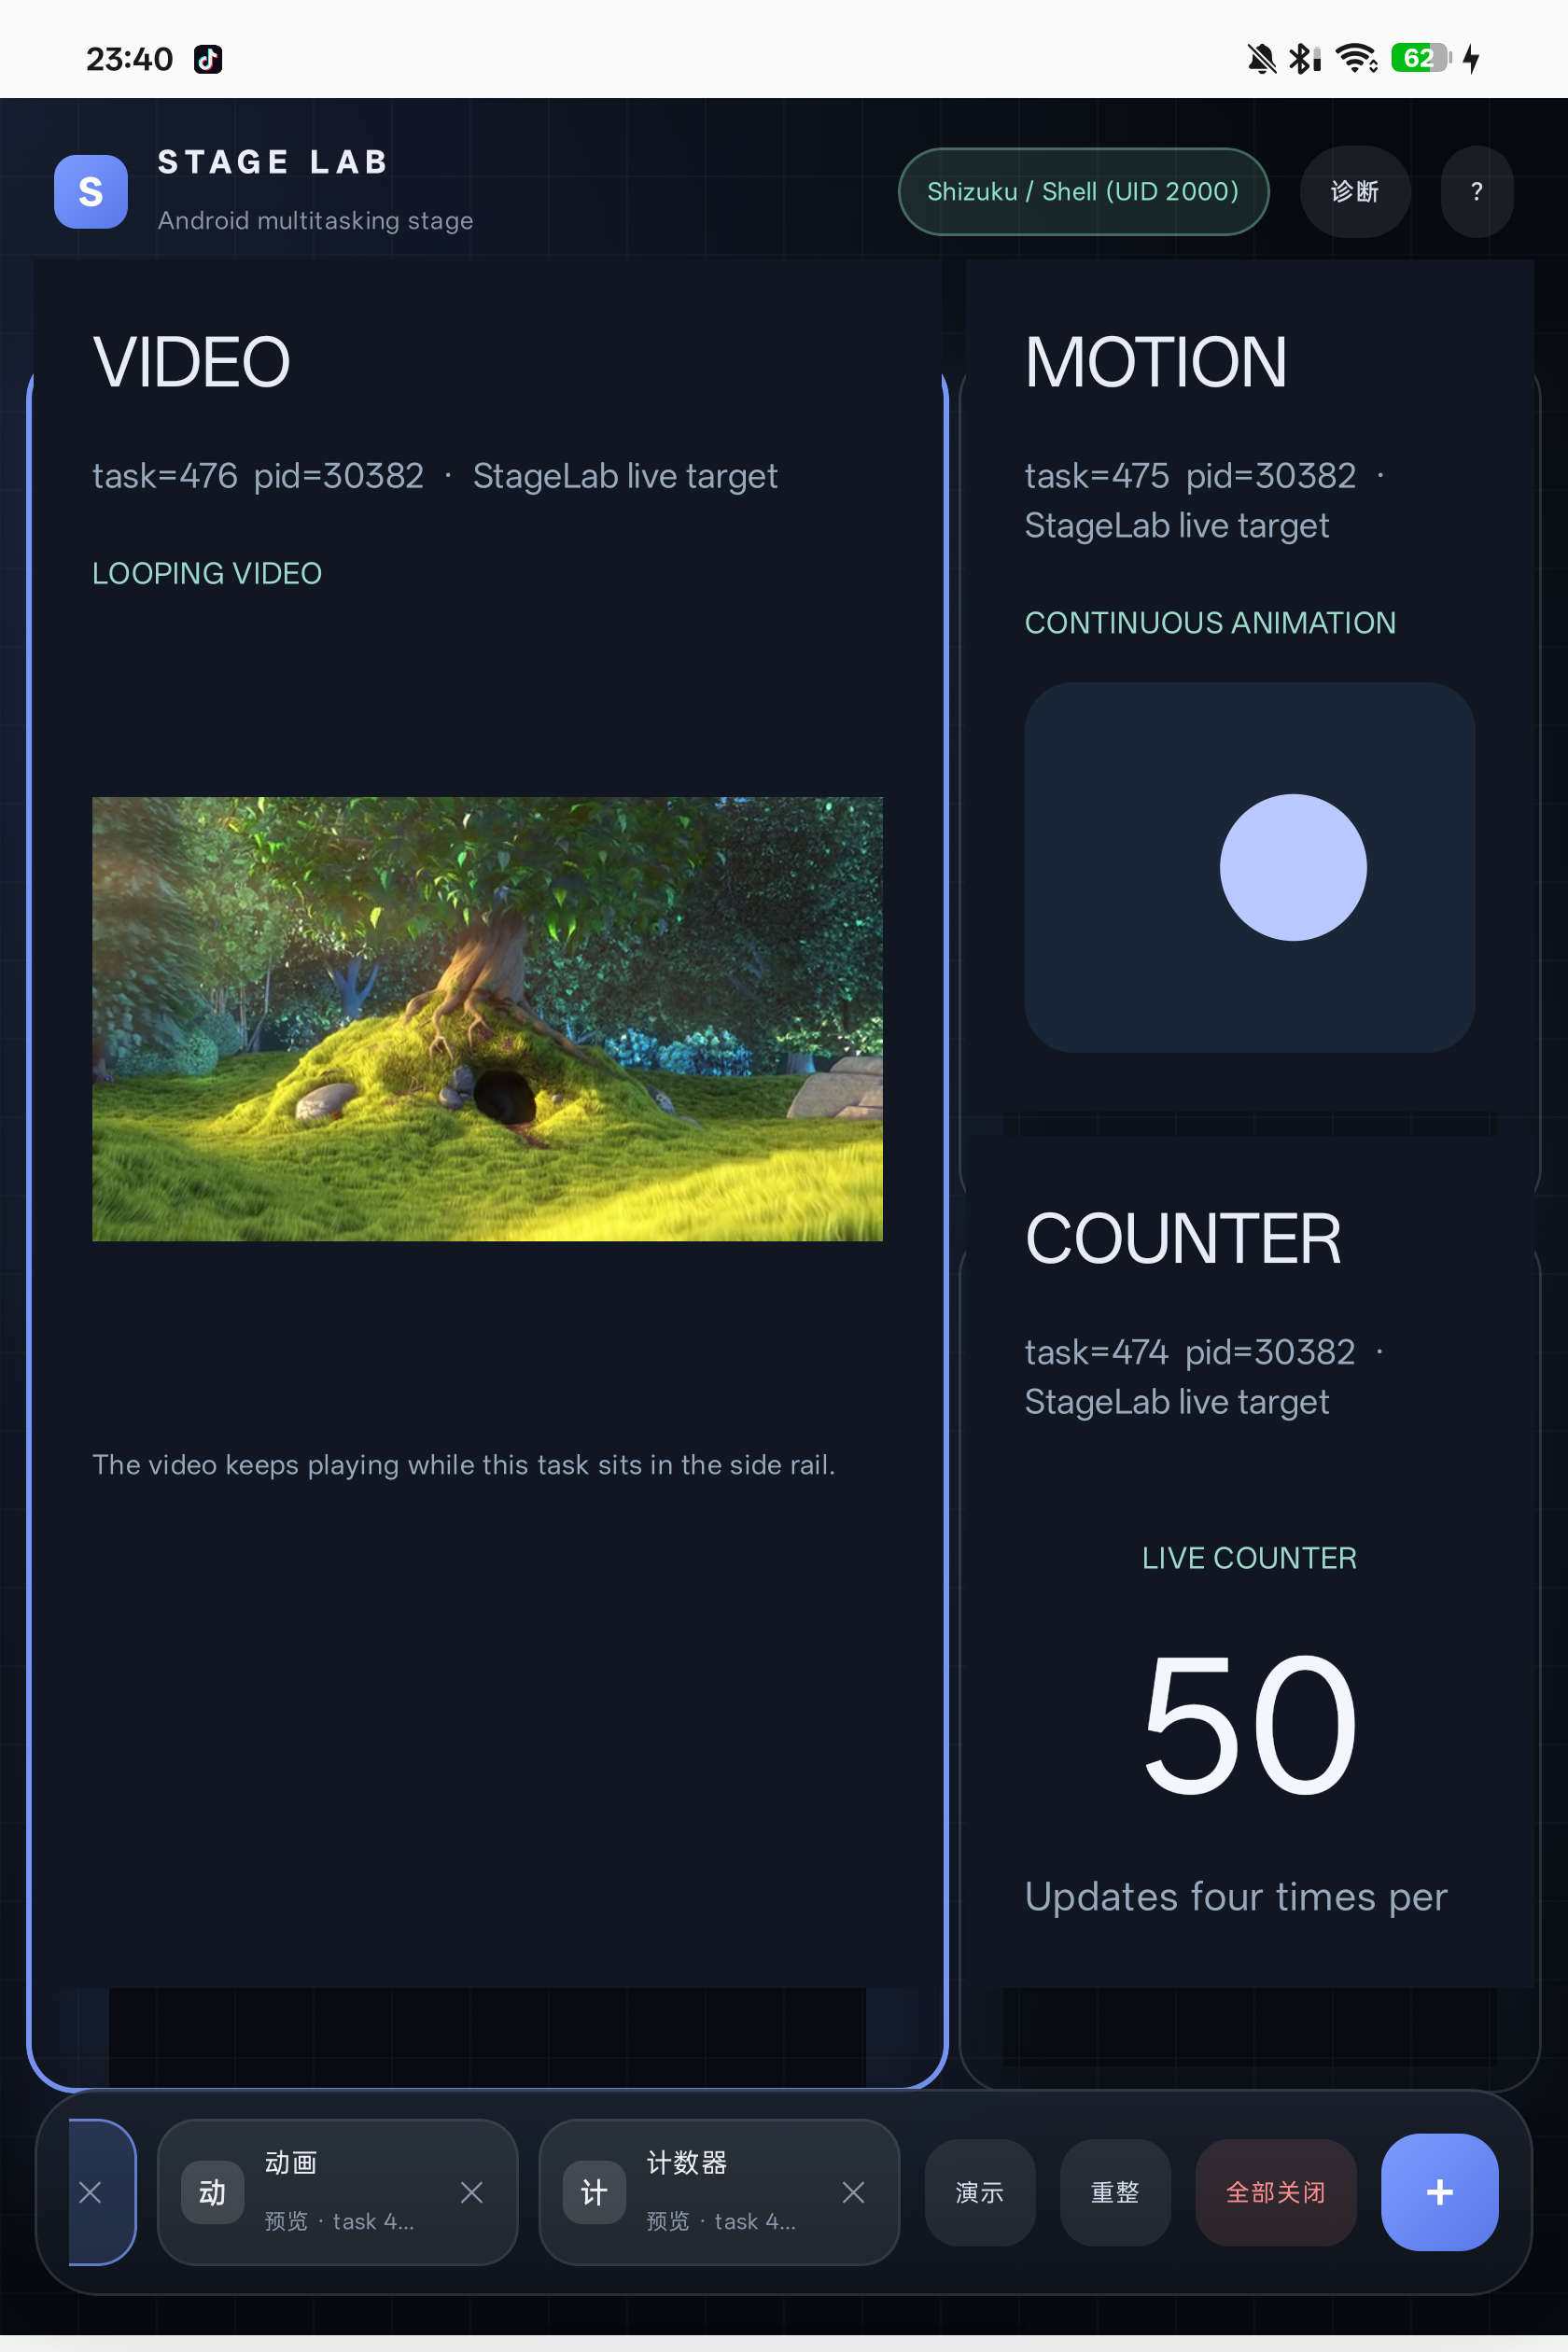 23:40
62
S
STAGE LAB
Android multitasking stage
Shizuku / Shell (UID 2000)
诊断
?
VIDEO
task=476 pid=30382 · StageLab live target
LOOPING VIDEO
The video keeps playing while this task sits in the side rail.
MOTION
task=475 pid=30382 ·
StageLab live target
CONTINUOUS ANIMATION
COUNTER
task=474 pid=30382 ·
StageLab live target
LIVE COUNTER
50
Updates four times per
动
动画
预览 · task 4...
计
计数器
预览 · task 4...
演示
重整
全部关闭
+